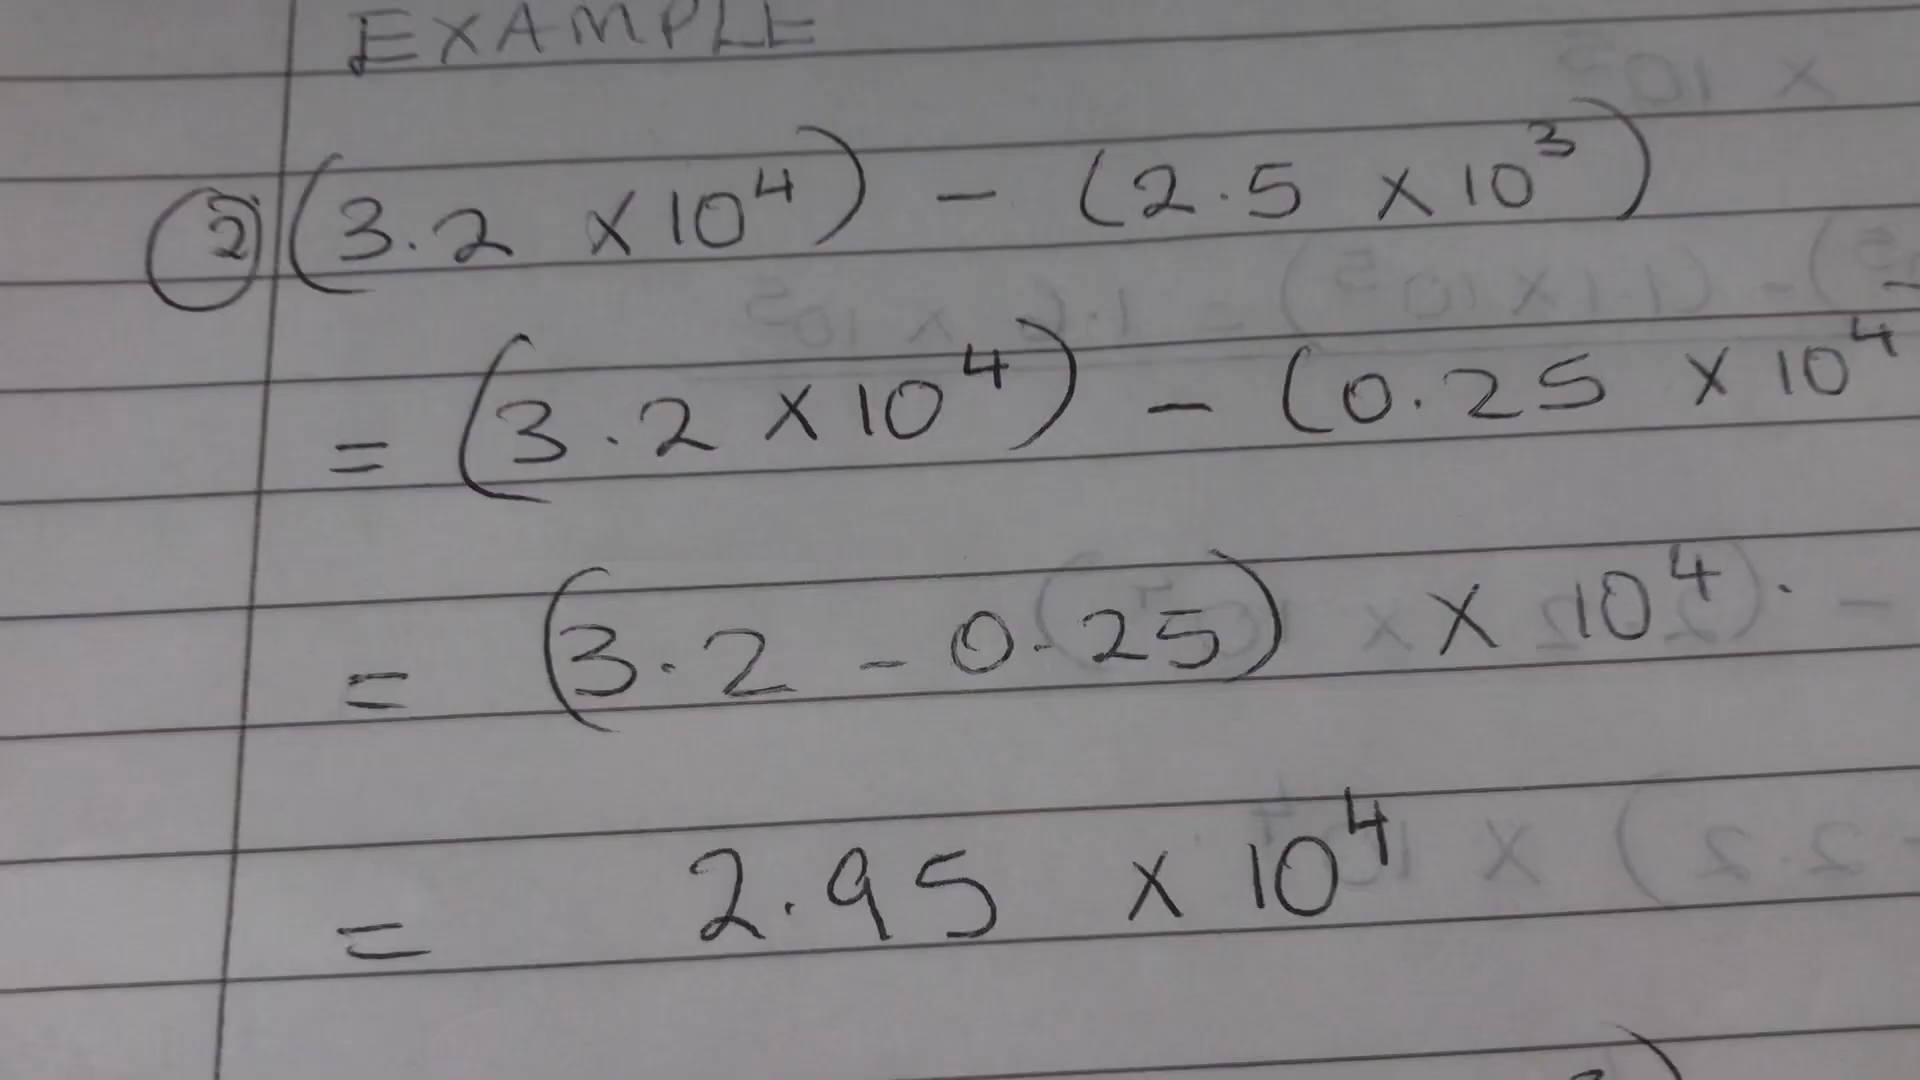 EXAMPLE
② (3.2 × 10⁴) - (2.5 × 10³)
= (3.2 × 10⁴) - (0.25 × 10⁴
= (3.2 - 0.25) × 10⁴.
= 2.95 × 10⁴